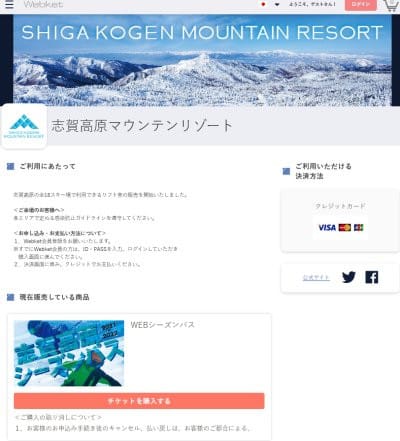 Webket
ようこそ、ゲストさん！
ログイン
SHIGA KOGEN MOUNTAIN RESORT
SHIGA KOGEN
MOUNTAIN RESORT
志賀高原マウンテンリゾート
ご利用にあたって
志賀高原の全18スキー場で利用できるリフト券の販売を開始いたしました。
＜ご来場のお客様へ＞
各エリアで定める感染防止ガイドラインを遵守してください。
＜お申し込み・お支払い方法について＞
１、Webket会員登録をお願いいたします。
※すでにWebket会員の方は、ID・PASSを入力、ログインしていただき
購入画面に進んでください。
２、決済画面に進み、クレジットでお支払いください。
ご利用いただける
決済方法
クレジットカード
VISA
公式サイト
現在販売している商品
2021
2022
WEBシーズンパス
チケットを購入する
＜ご購入の取り消しについて＞
１、お客様のお申込み手続き後のキャンセル、払い戻しは、お客様のご都合による、